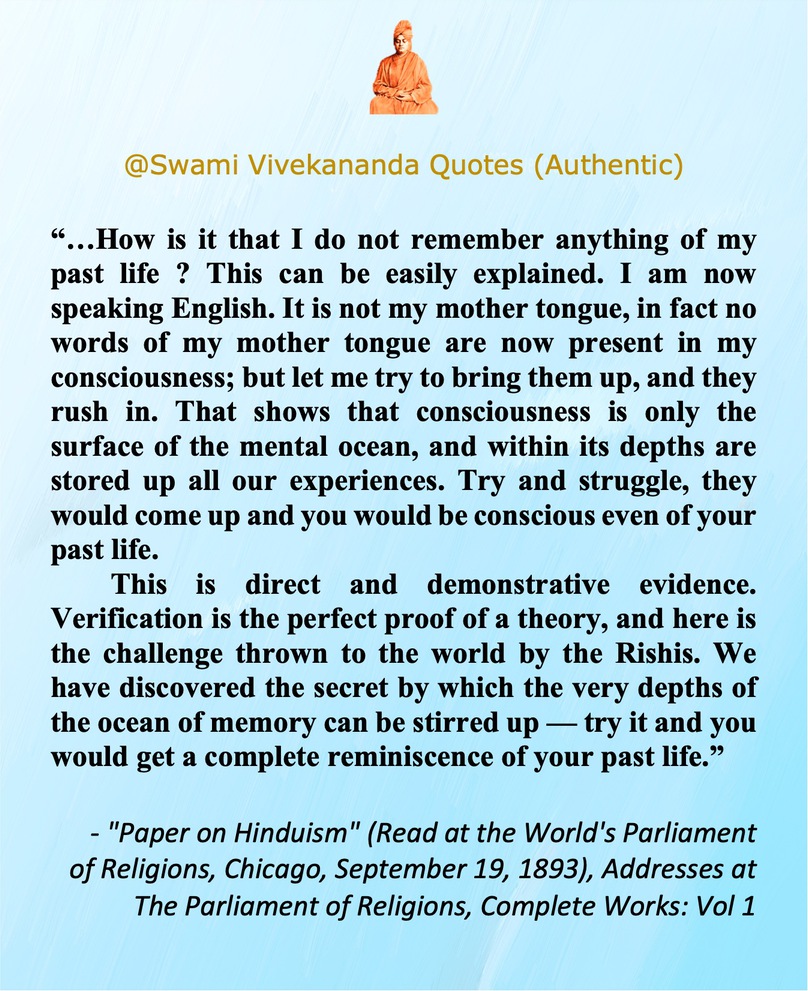 @Swami Vivekananda Quotes (Authentic)
“…How is it that I do not remember anything of my
past life ? This can be easily explained. I am now
speaking English. It is not my mother tongue, in fact no
words of my mother tongue are now present in my
consciousness; but let me try to bring them up, and they
rush in. That shows that consciousness is only the
surface of the mental ocean, and within its depths are
stored up all our experiences. Try and struggle, they
would come up and you would be conscious even of your
past life.
This is direct and demonstrative evidence.
Verification is the perfect proof of a theory, and here is
the challenge thrown to the world by the Rishis. We
have discovered the secret by which the very depths of
the ocean of memory can be stirred up — try it and you
would get a complete reminiscence of your past life.”
- "Paper on Hinduism" (Read at the World's Parliament
of Religions, Chicago, September 19, 1893), Addresses at
The Parliament of Religions, Complete Works: Vol 1